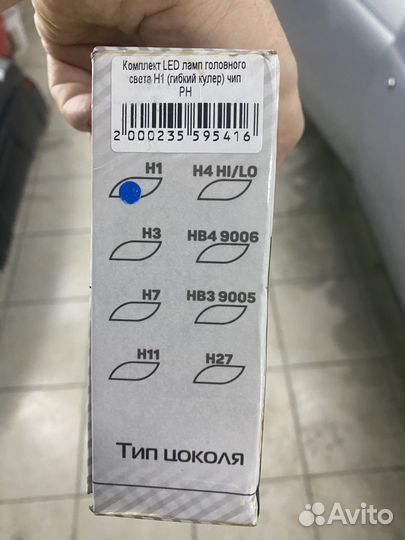 Комплект LED ламп головного
света H1 (гибкий кулер) чип
PH
2 000235 595416
H1 H4 HI/LO
H3 HB4 9006
H7 HB3 9005
H11 H27
Тип цоколя
Avito